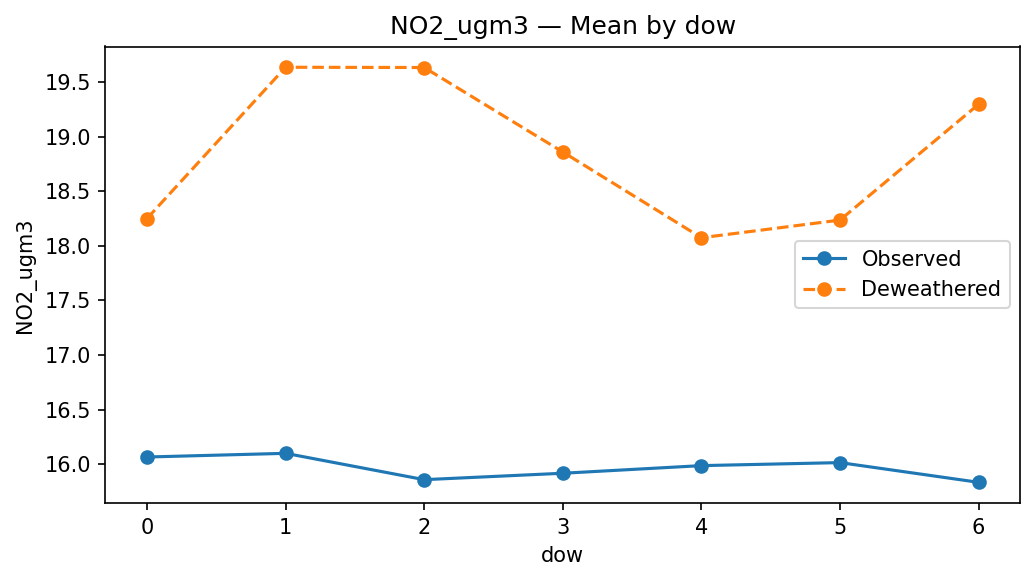 NO2_ugm3 — Mean by dow
NO2_ugm3
19.5
19.0
18.5
18.0
17.5
17.0
16.5
16.0
Observed
Deweathered
0 1 2 3 4 5 6
dow